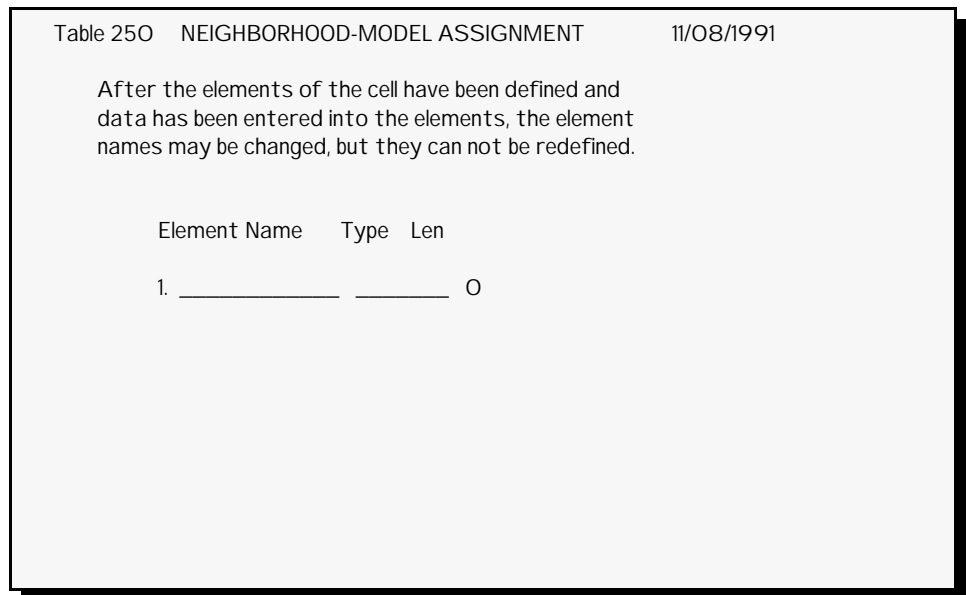 Table 250 NEIGHBORHOOD-MODEL ASSIGNMENT 11/08/1991
After the elements of the cell have been defined and
data has been entered into the elements, the element
names may be changed, but they can not be redefined.
Element Name Type Len
1. ____________ _______ 0